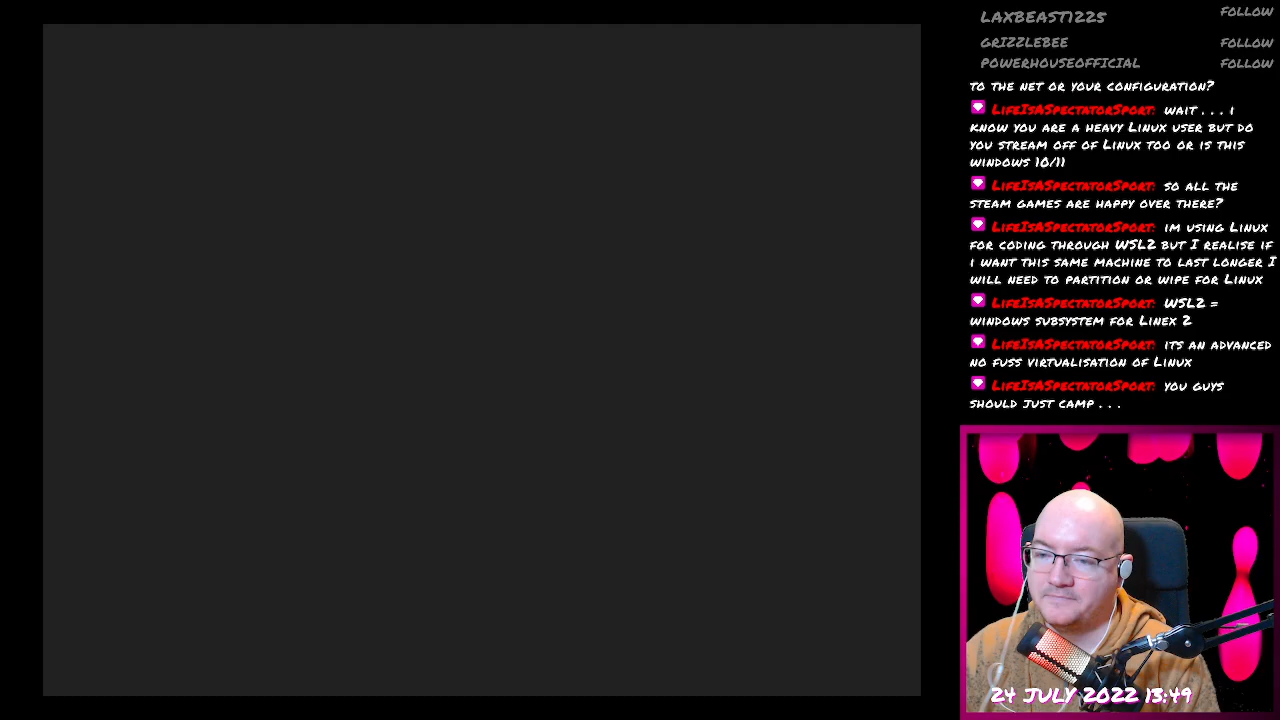 LAXBEAST1225 FOLLOW
GRIZZLEBEE FOLLOW
POWERHOUSEOFFICIAL FOLLOW
TO THE NET OR YOUR CONFIGURATION?
LifeIsASpectatorSport: WAIT . . . I
KNOW YOU ARE A HEAVY LINUX USER BUT DO
YOU STREAM OFF OF LINUX TOO OR IS THIS
WINDOWS 10/11
LifeIsASpectatorSport: SO ALL THE
STEAM GAMES ARE HAPPY OVER THERE?
LifeIsASpectatorSport: IM USING LINUX
FOR CODING THROUGH WSL2 BUT I REALISE IF
I WANT THIS SAME MACHINE TO LAST LONGER I
WILL NEED TO PARTITION OR WIPE FOR LINUX
LifeIsASpectatorSport: WSL2 =
WINDOWS SUBSYSTEM FOR LINEX 2
LifeIsASpectatorSport: ITS AN ADVANCED
NO FUSS VIRTUALISATION OF LINUX
LifeIsASpectatorSport: YOU GUYS
SHOULD JUST CAMP . . .
24 JULY 2022 13:49